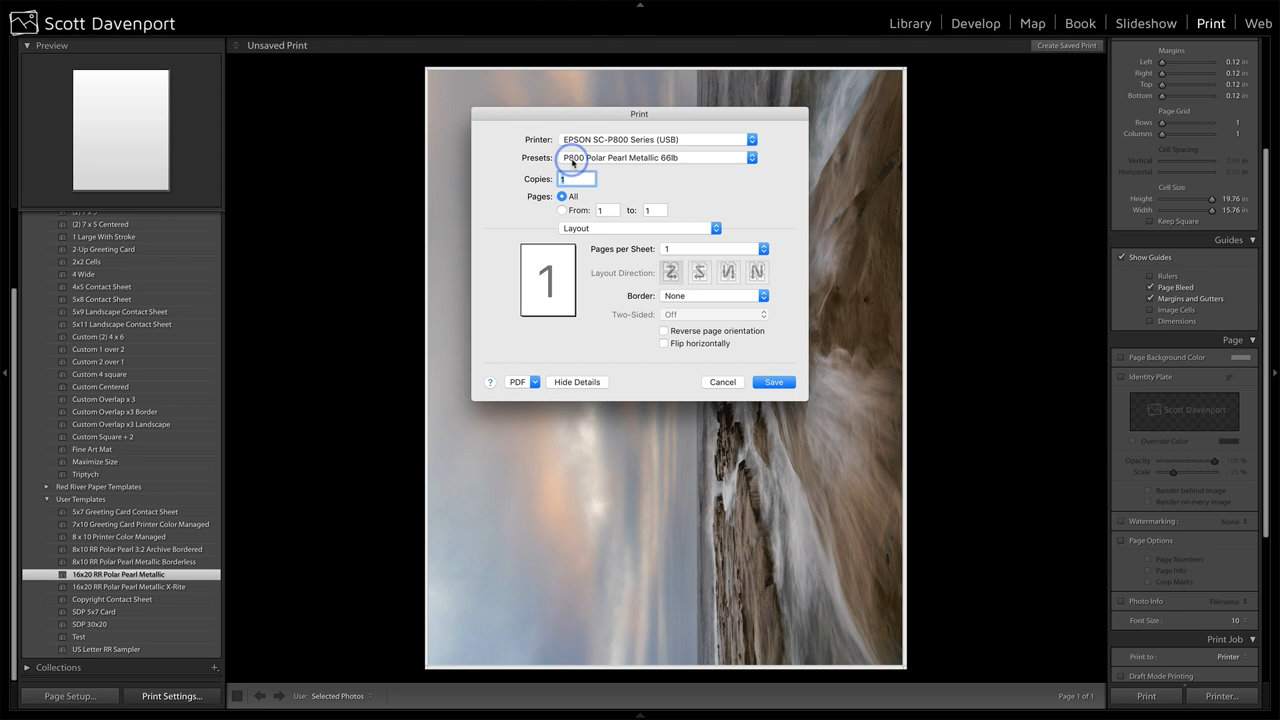 Scott Davenport
Library | Develop | Map | Book | Slideshow | Print | Web
Preview
Unsaved Print
Create Saved Print
(2) 7 x 5
(2) 7 x 5 Centered
1 Large With Stroke
2-Up Greeting Card
2x2 Cells
4 Wide
4x5 Contact Sheet
5x8 Contact Sheet
5x9 Landscape Contact Sheet
5x11 Landscape Contact Sheet
Custom (2) 4 x 6
Custom 1 over 2
Custom 2 over 1
Custom 4 square
Custom Centered
Custom Overlap x 3
Custom Overlap x3 Border
Custom Overlap x3 Landscape
Custom Square + 2
Fine Art Mat
Maximize Size
Triptych
Red River Paper Templates
User Templates
5x7 Greeting Card Contact Sheet
7x10 Greeting Card Printer Color Managed
8 x 10 Printer Color Managed
8x10 RR Polar Pearl 3:2 Archive Bordered
8x10 RR Polar Pearl Metallic Borderless
16x20 RR Polar Pearl Metallic
16x20 RR Polar Pearl Metallic X-Rite
Copyright Contact Sheet
SDP 5x7 Card
SDP 30x20
Test
US Letter RR Sampler
Collections
Page Setup...
Print Settings...
Print
Printer: EPSON SC-P800 Series (USB)
Presets: P800 Polar Pearl Metallic 66lb
Copies: 1
Pages: All
From: 1 to: 1
Layout
1
Pages per Sheet: 1
Layout Direction:
Border: None
Two-Sided: Off
Reverse page orientation
Flip horizontally
? PDF Hide Details Cancel Save
Use: Selected Photos
Page 1 of 1
Margins
Left 0.12 in
Right 0.12 in
Top 0.12 in
Bottom 0.12 in
Page Grid
Rows 1
Columns 1
Cell Spacing
Vertical 0.00 in
Horizontal 0.00 in
Cell Size
Height 19.76 in
Width 15.76 in
Keep Square
Guides
Show Guides
Rulers
Page Bleed
Margins and Gutters
Image Cells
Dimensions
Page
Page Background Color
Identity Plate 0°
Scott Davenport
Override Color
Opacity 100 %
Scale 25 %
Render behind image
Render on every image
Watermarking : None
Page Options
Page Numbers
Page Info
Crop Marks
Photo Info Filename
Font Size : 10
Print Job
Print to : Printer
Draft Mode Printing
Print
Printer...